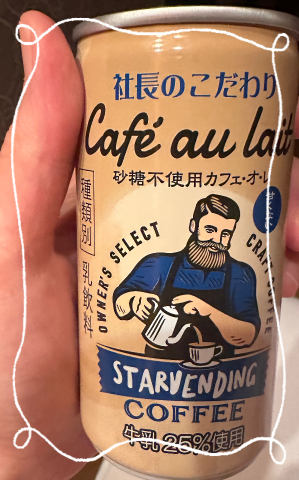 社長のこだわり
Café au lait
砂糖不使用カフェ・オ・レ
種類別 乳飲料
OWNER'S SELECT
CRAFT COFFEE
STARVENDING
COFFEE
牛乳25%使用